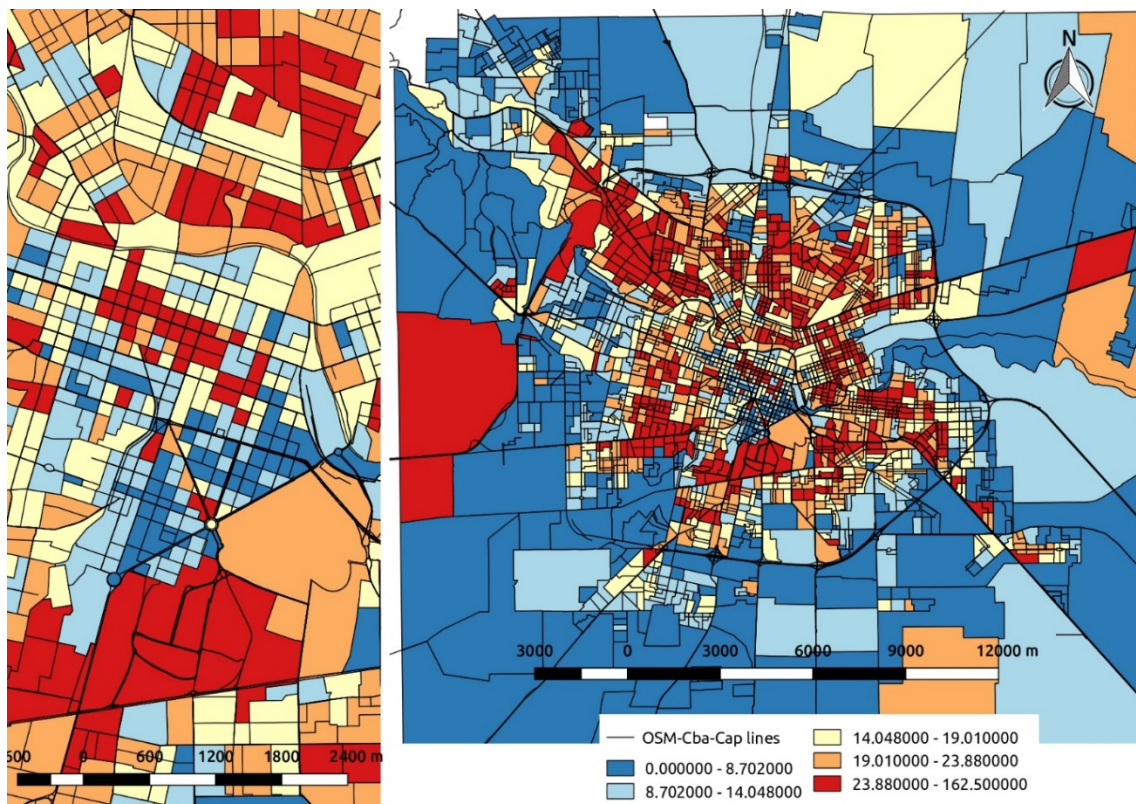 N
3000 0 3000 6000 9000 12000 m
600 0 600 1200 1800 2400 m
OSM-Cba-Cap lines
0.000000 - 8.702000
8.702000 - 14.048000
14.048000 - 19.010000
19.010000 - 23.880000
23.880000 - 162.500000